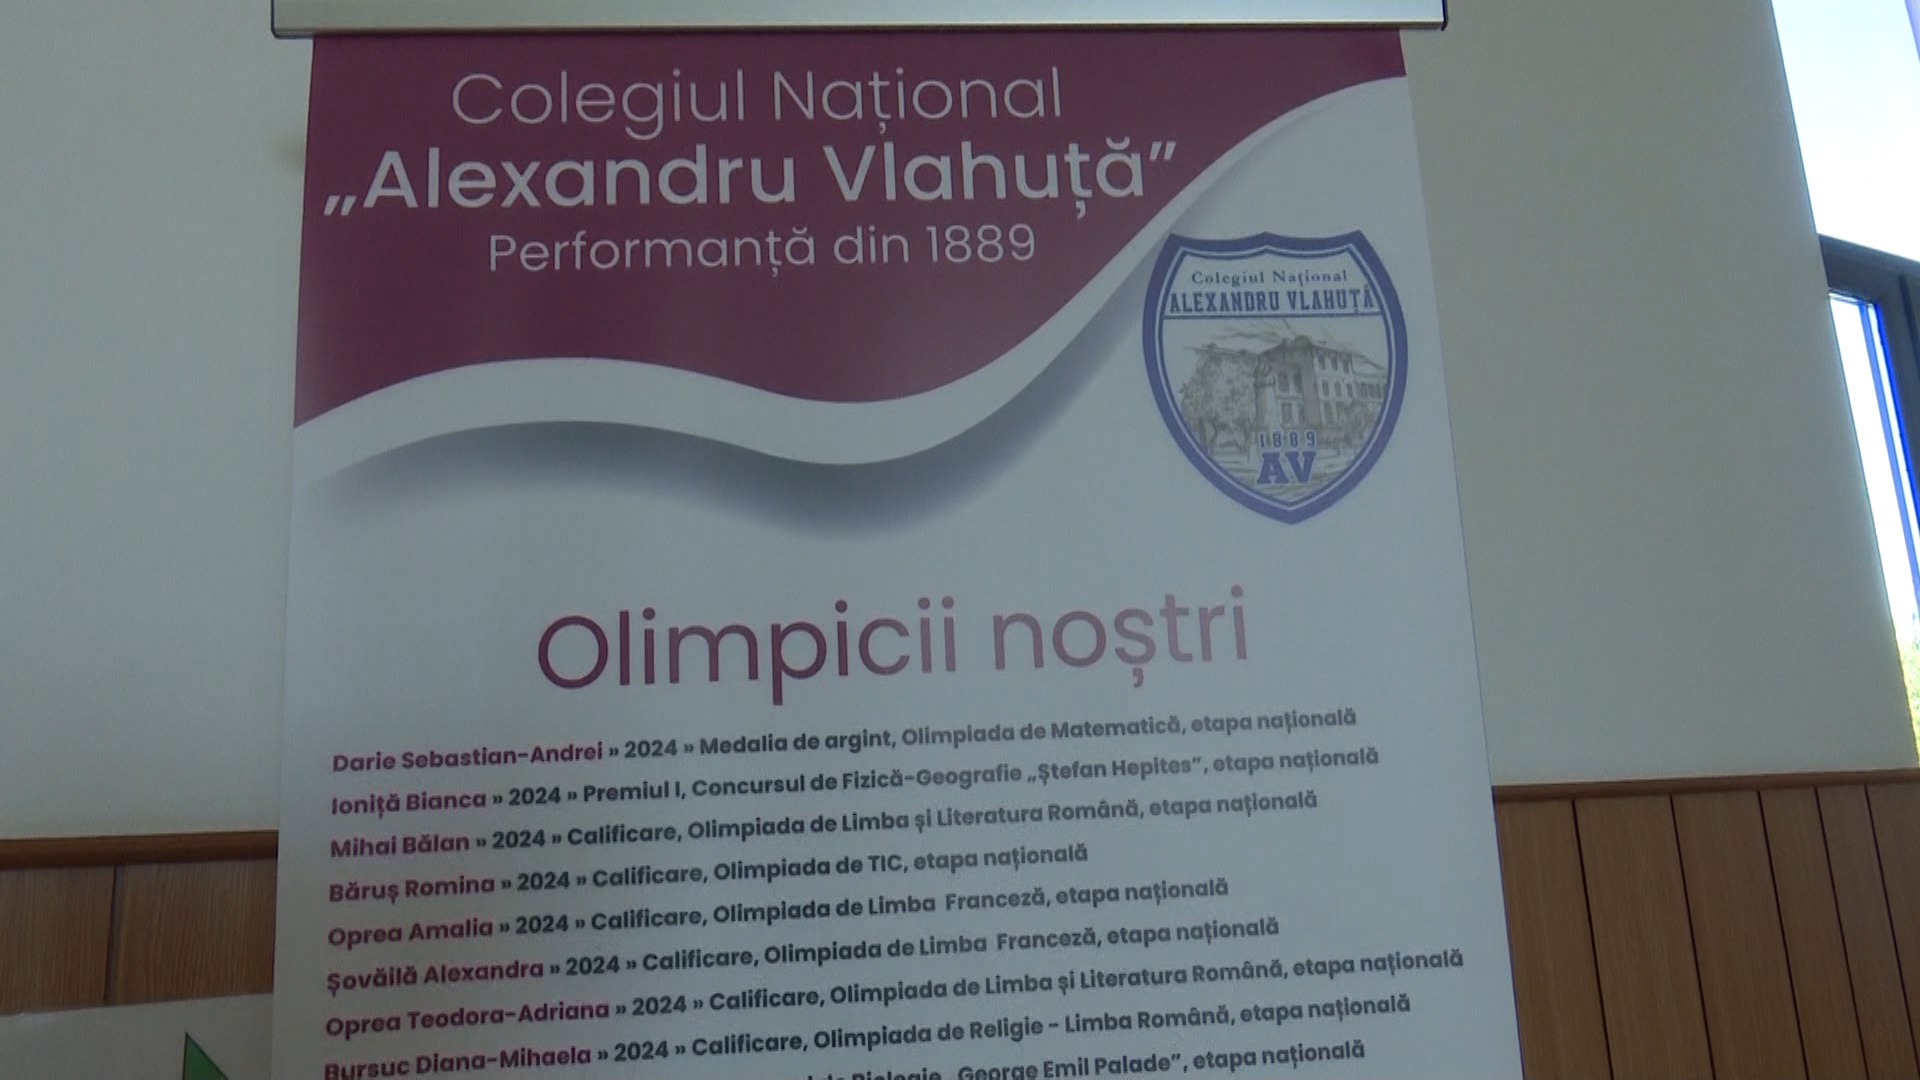 Colegiul Național
„Alexandru Vlahuță”
Performanță din 1889
Colegiul Național
ALEXANDRU VLAHUȚĂ
1889
AV
Olimpicii noștri
Darie Sebastian-Andrei » 2024 » Medalia de argint, Olimpiada de Matematică, etapa națională
Ioniță Bianca » 2024 » Premiul I, Concursul de Fizică-Geografie „Ștefan Hepites”, etapa națională
Mihai Bălan » 2024 » Calificare, Olimpiada de Limba și Literatura Română, etapa națională
Băruș Romina » 2024 » Calificare, Olimpiada de TIC, etapa națională
Oprea Amalia » 2024 » Calificare, Olimpiada de Limba Franceză, etapa națională
Șovăilă Alexandra » 2024 » Calificare, Olimpiada de Limba Franceză, etapa națională
Oprea Teodora-Adriana » 2024 » Calificare, Olimpiada de Limba și Literatura Română, etapa națională
Bursuc Diana-Mihaela » 2024 » Calificare, Olimpiada de Religie - Limba Română, etapa națională
de Biologie „George Emil Palade”, etapa națională